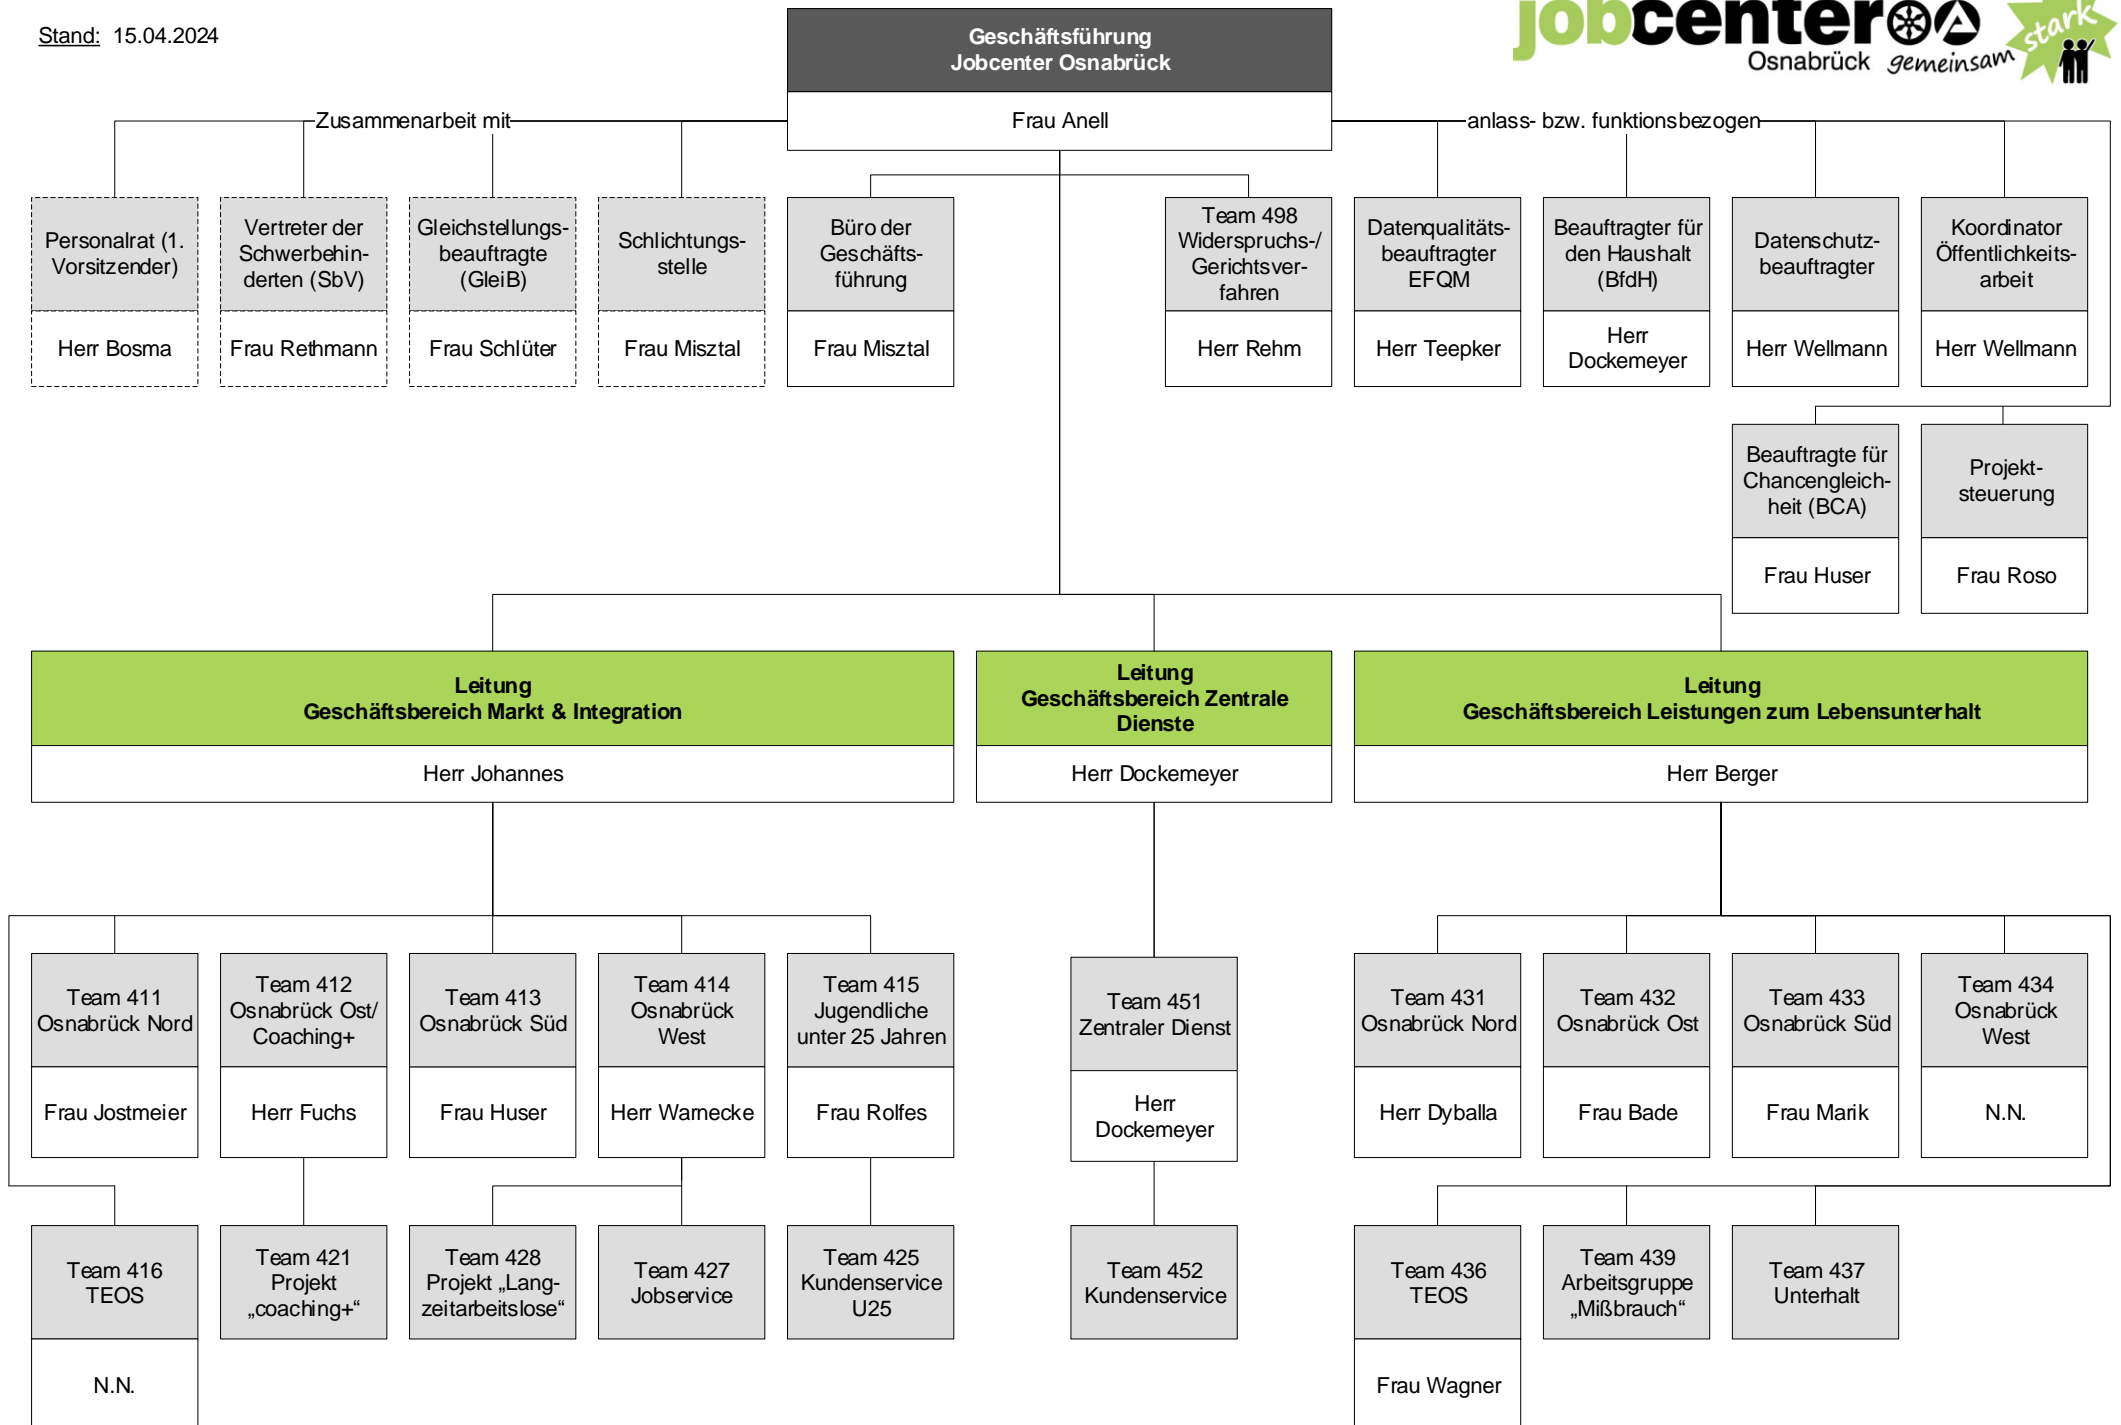 Stand: 15.04.2024
jobcenter
Osnabrück
gemeinsam
stark
Geschäftsführung
Jobcenter Osnabrück
Frau Anell
Zusammenarbeit mit
anlass- bzw. funktionsbezogen
Personalrat (1.
Vorsitzender)
Herr Bosma
Vertreter der
Schwerbehin-
derten (SbV)
Frau Rethmann
Gleichstellungs-
beauftragte
(GleiB)
Frau Schlüter
Schlichtungs-
stelle
Frau Misztal
Büro der
Geschäfts-
führung
Frau Misztal
Team 498
Widerspruchs-/
Gerichtsver-
fahren
Herr Rehm
Datenqualitäts-
beauftragter
EFQM
Herr Teepker
Beauftragter für
den Haushalt
(BfdH)
Herr
Dockemeyer
Datenschutz-
beauftragter
Herr Wellmann
Koordinator
Öffentlichkeits-
arbeit
Herr Wellmann
Beauftragte für
Chancengleich-
heit (BCA)
Frau Huser
Projekt-
steuerung
Frau Roso
Leitung
Geschäftsbereich Markt & Integration
Herr Johannes
Leitung
Geschäftsbereich Zentrale
Dienste
Herr Dockemeyer
Leitung
Geschäftsbereich Leistungen zum Lebensunterhalt
Herr Berger
Team 411
Osnabrück Nord
Frau Jostmeier
Team 412
Osnabrück Ost/
Coaching+
Herr Fuchs
Team 413
Osnabrück Süd
Frau Huser
Team 414
Osnabrück
West
Herr Warnecke
Team 415
Jugendliche
unter 25 Jahren
Frau Rolfes
Team 451
Zentraler Dienst
Herr
Dockemeyer
Team 431
Osnabrück Nord
Herr Dyballa
Team 432
Osnabrück Ost
Frau Bade
Team 433
Osnabrück Süd
Frau Marik
Team 434
Osnabrück
West
N.N.
Team 416
TEOS
N.N.
Team 421
Projekt
„coaching+“
Team 428
Projekt „Lang-
zeitarbeitslose“
Team 427
Jobservice
Team 425
Kundenservice
U25
Team 452
Kundenservice
Team 436
TEOS
Frau Wagner
Team 439
Arbeitsgruppe
„Mißbrauch“
Team 437
Unterhalt